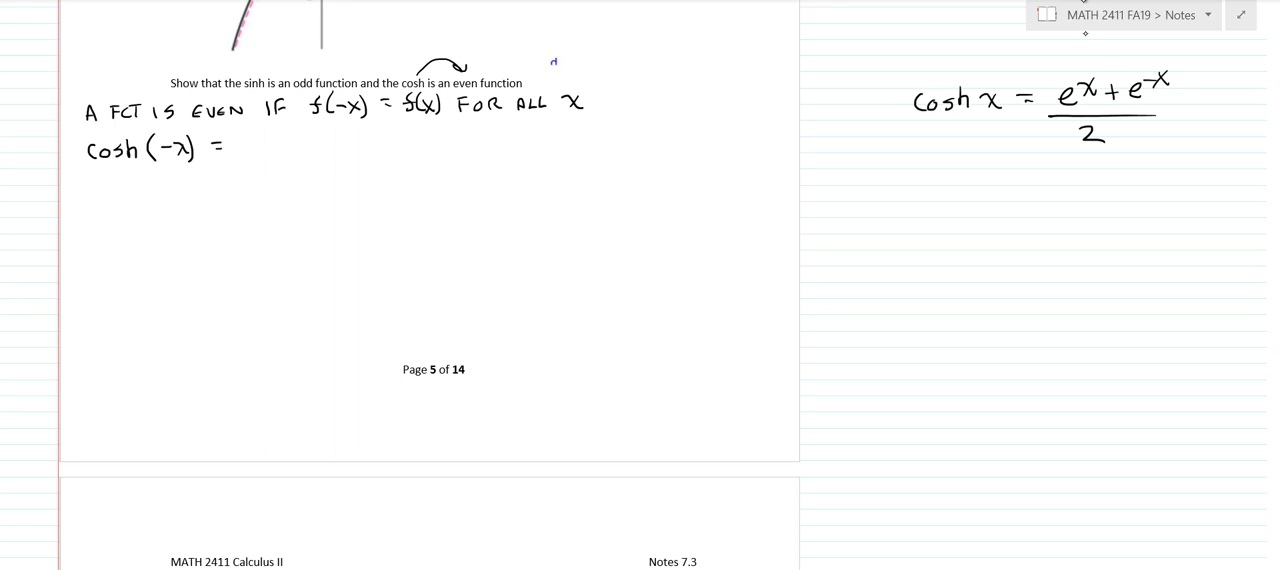 MATH 2411 FA19 > Notes
Show that the sinh is an odd function and the cosh is an even function
A FCT IS EVEN IF f(-x) = f(x) FOR ALL x
cosh(-x) =
cosh x = \frac{e^x + e^{-x}}{2}
Page 5 of 14
MATH 2411 Calculus II
Notes 7.3